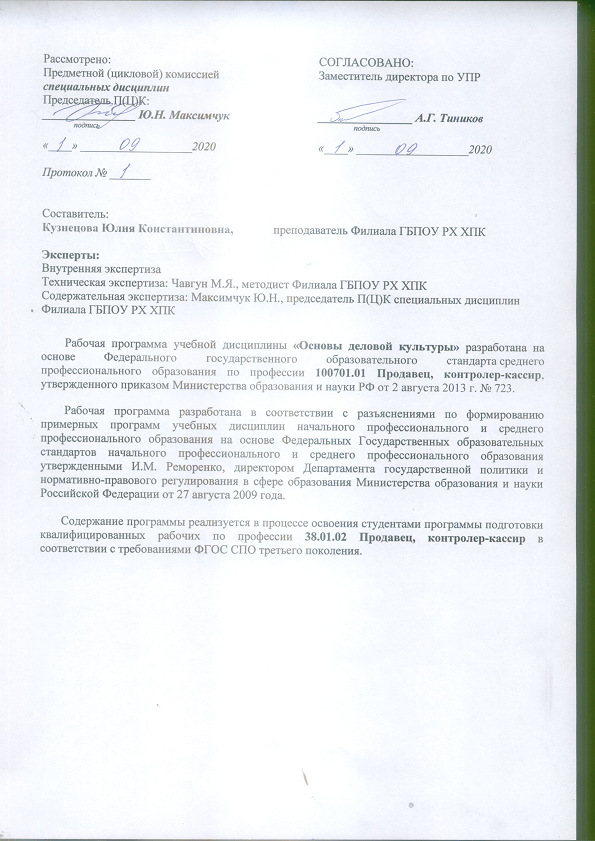 Рассмотрено:
Предметной (цикловой) комиссией
специальных дисциплин
Председатель П(Ц)К:
Ю.Н. Максимчук
подпись
« 1 » 09 2020
Протокол № 1
СОГЛАСОВАНО:
Заместитель директора по УПР
А.Г. Тиников
подпись
« 1 » 09 2020
Составитель:
Кузнецова Юлия Константиновна, преподаватель Филиала ГБПОУ РХ ХПК
Эксперты:
Внутренняя экспертиза
Техническая экспертиза: Чавгун М.Я., методист Филиала ГБПОУ РХ ХПК
Содержательная экспертиза: Максимчук Ю.Н., председатель П(Ц)К специальных дисциплин
Филиала ГБПОУ РХ ХПК
Рабочая программа учебной дисциплины «Основы деловой культуры» разработана на
основе Федерального государственного образовательного стандарта среднего
профессионального образования по профессии 100701.01 Продавец, контролер-кассир,
утвержденного приказом Министерства образования и науки РФ от 2 августа 2013 г. № 723.
Рабочая программа разработана в соответствии с разъяснениями по формированию
примерных программ учебных дисциплин начального профессионального и среднего
профессионального образования на основе Федеральных Государственных образовательных
стандартов начального профессионального и среднего профессионального образования
утвержденными И.М. Реморенко, директором Департамента государственной политики и
нормативно-правового регулирования в сфере образования Министерства образования и науки
Российской Федерации от 27 августа 2009 года.
Содержание программы реализуется в процессе освоения студентами программы подготовки
квалифицированных рабочих по профессии 38.01.02 Продавец, контролер-кассир в
соответствии с требованиями ФГОС СПО третьего поколения.